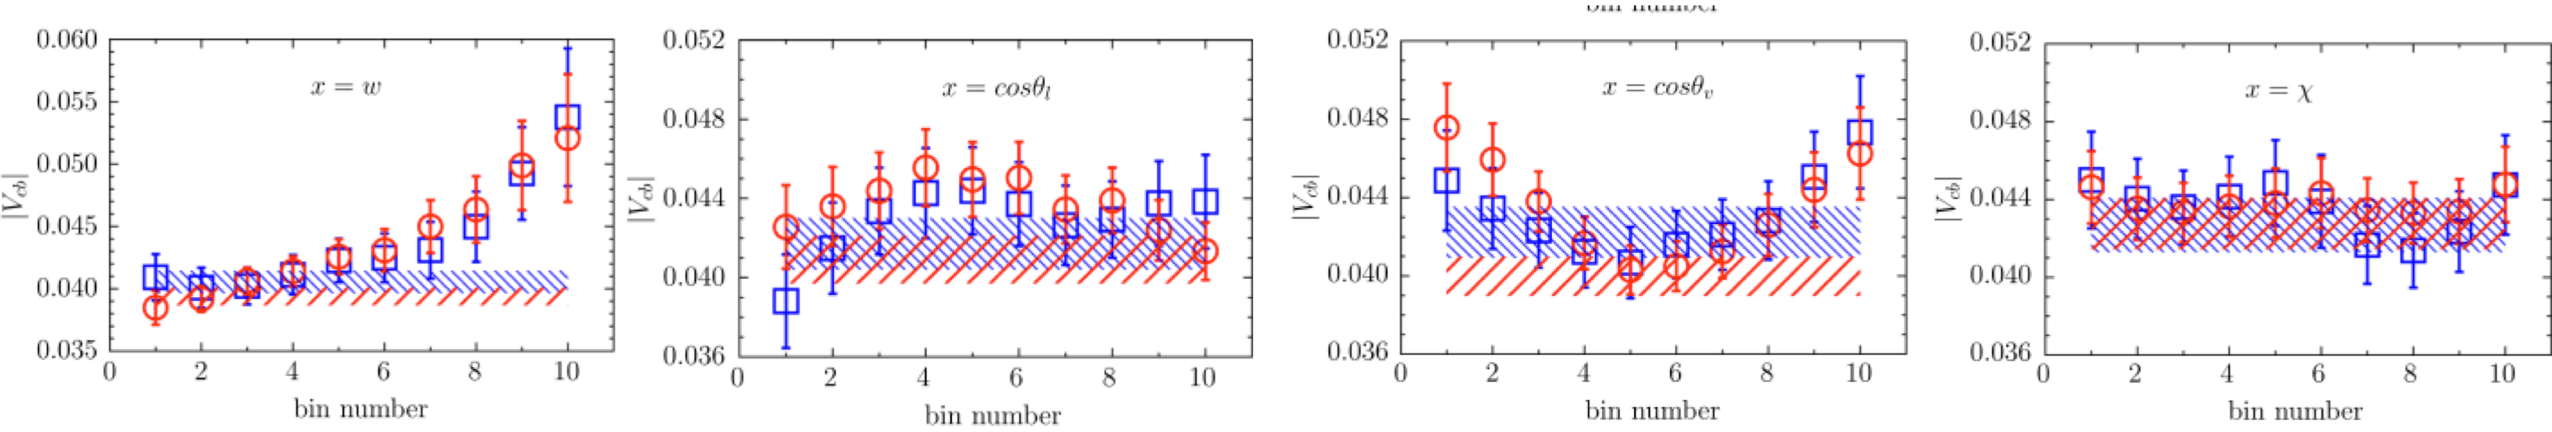 bin number
0.060
0.055
0.050
0.045
0.040
0.035
|V_cb|
x = w
0 2 4 6 8 10
bin number
0.052
0.048
0.044
0.040
0.036
|V_cb|
x = cosθ_l
0 2 4 6 8 10
bin number
0.052
0.048
0.044
0.040
0.036
|V_cb|
x = cosθ_v
0 2 4 6 8 10
bin number
0.052
0.048
0.044
0.040
0.036
|V_cb|
x = χ
0 2 4 6 8 10
bin number